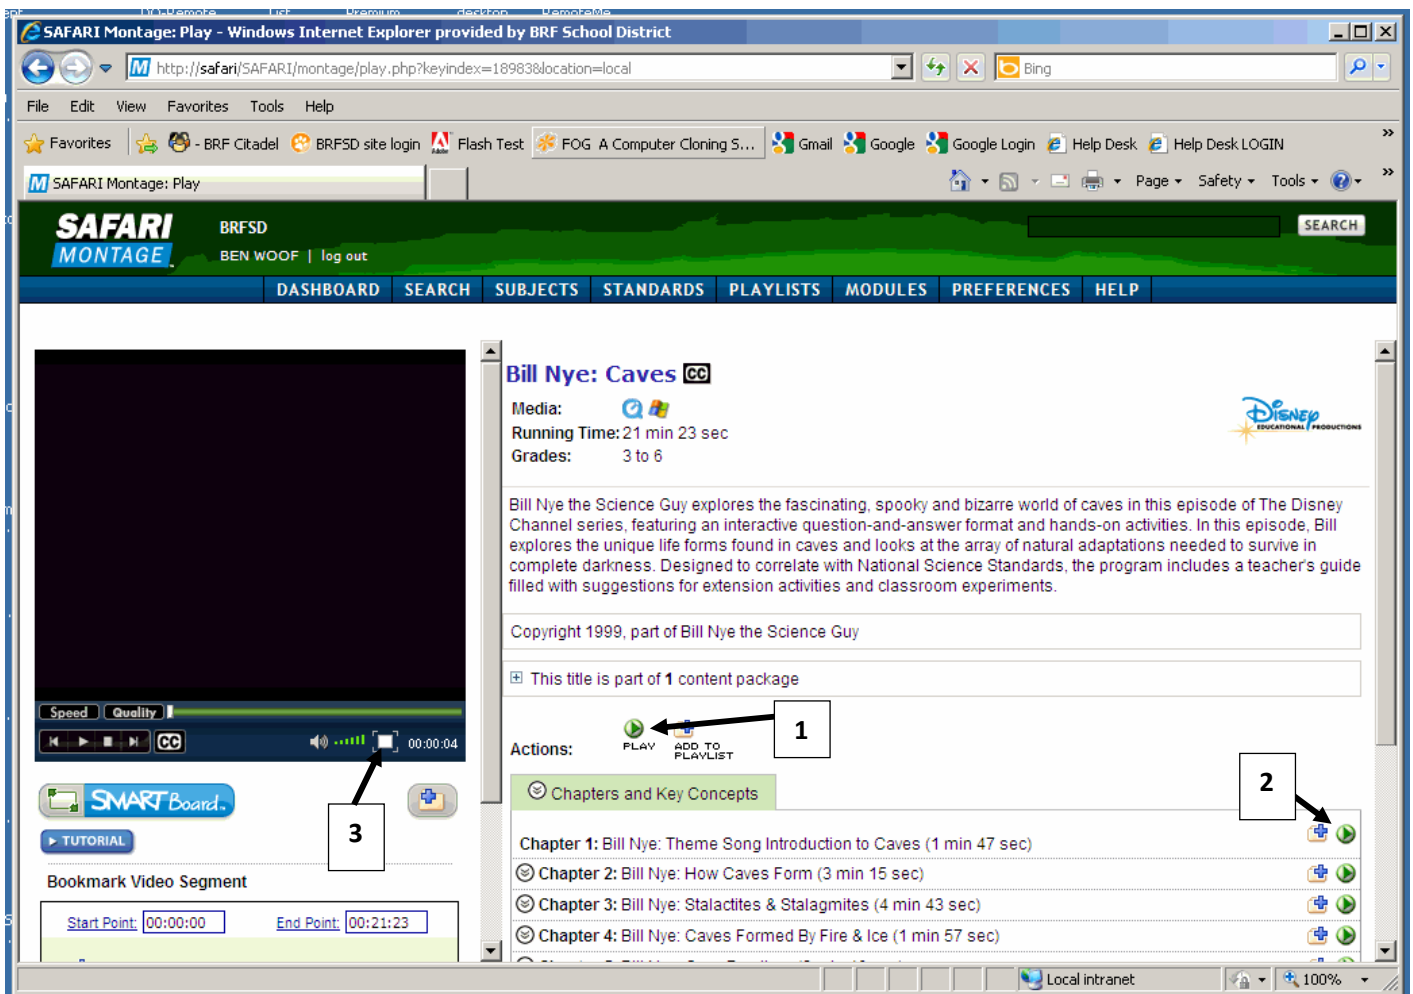 DO-Remote List Premium desktop RemoteMe
SAFARI Montage: Play - Windows Internet Explorer provided by BRF School District
http://safari/SAFARI/montage/play.php?keyindex=18983&location=local
Bing
File Edit View Favorites Tools Help
Favorites - BRF Citadel BRFSD site login Flash Test FOG A Computer Cloning S... Gmail Google Google Login Help Desk Help Desk LOGIN »
SAFARI Montage: Play
Page Safety Tools »
SAFARI
MONTAGE
BRFSD
BEN WOOF | log out
SEARCH
DASHBOARD SEARCH SUBJECTS STANDARDS PLAYLISTS MODULES PREFERENCES HELP
Bill Nye: Caves CC
Media:
Running Time: 21 min 23 sec
Grades: 3 to 6
DISNEY
EDUCATIONAL PRODUCTIONS
Bill Nye the Science Guy explores the fascinating, spooky and bizarre world of caves in this episode of The Disney
Channel series, featuring an interactive question-and-answer format and hands-on activities. In this episode, Bill
explores the unique life forms found in caves and looks at the array of natural adaptations needed to survive in
complete darkness. Designed to correlate with National Science Standards, the program includes a teacher's guide
filled with suggestions for extension activities and classroom experiments.
Copyright 1999, part of Bill Nye the Science Guy
This title is part of 1 content package
Actions:
PLAY
ADD TO
PLAYLIST
1
Chapters and Key Concepts
2
Chapter 1: Bill Nye: Theme Song Introduction to Caves (1 min 47 sec)
Chapter 2: Bill Nye: How Caves Form (3 min 15 sec)
Chapter 3: Bill Nye: Stalactites & Stalagmites (4 min 43 sec)
Chapter 4: Bill Nye: Caves Formed By Fire & Ice (1 min 57 sec)
Speed Quality
CC 00:00:04
SMART Board™
3
TUTORIAL
Bookmark Video Segment
Start Point: 00:00:00 End Point: 00:21:23
Local intranet 100%